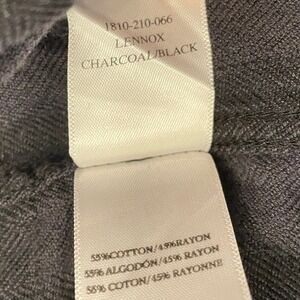 1810-210-066
LENNOX
CHARCOAL/BLACK
55%COTTON/45%RAYON
55% ALGODÓN/45% RAYON
55% COTON/45% RAYONNE